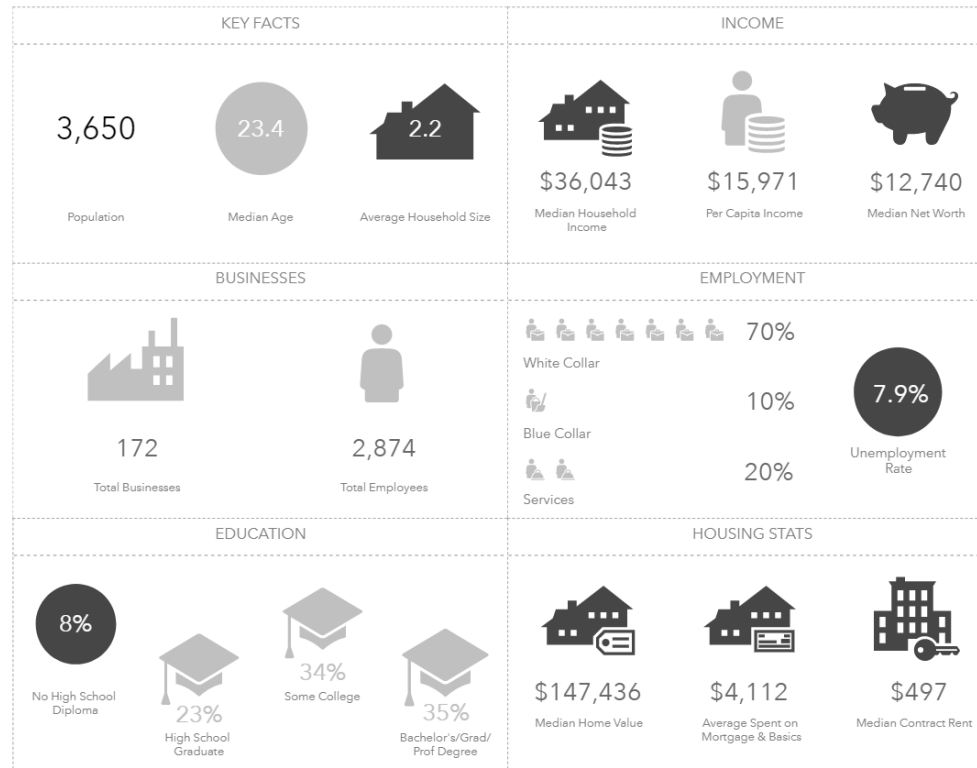 KEY FACTS
3,650
Population
23.4
Median Age
2.2
Average Household Size
INCOME
$36,043
Median Household
Income
$15,971
Per Capita Income
$12,740
Median Net Worth
BUSINESSES
172
Total Businesses
2,874
Total Employees
EMPLOYMENT
70%
White Collar
10%
Blue Collar
20%
Services
7.9%
Unemployment
Rate
EDUCATION
8%
No High School
Diploma
23%
High School
Graduate
34%
Some College
35%
Bachelor's/Grad/
Prof Degree
HOUSING STATS
$147,436
Median Home Value
$4,112
Average Spent on
Mortgage & Basics
$497
Median Contract Rent